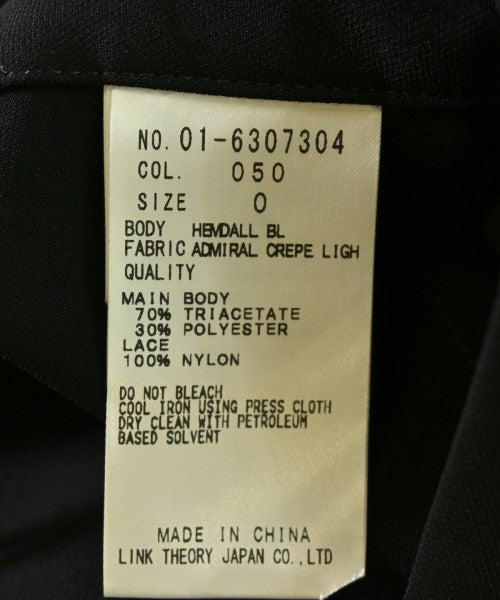 NO. 01-6307304
COL. 050
SIZE 0
BODY HEMDALL BL
FABRIC ADMIRAL CREPE LIGH
QUALITY
MAIN BODY
70% TRIACETATE
30% POLYESTER
LACE
100% NYLON
DO NOT BLEACH
COOL IRON USING PRESS CLOTH
DRY CLEAN WITH PETROLEUM
BASED SOLVENT
MADE IN CHINA
LINK THEORY JAPAN CO.,LTD